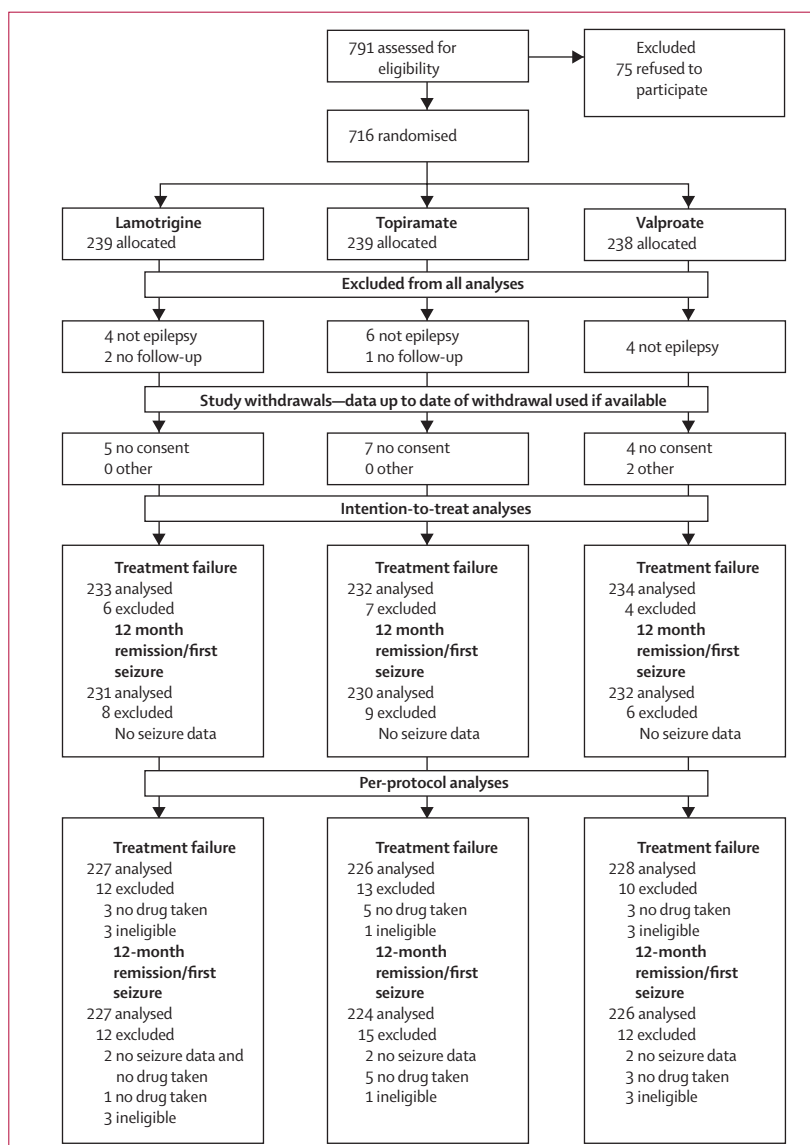 791 assessed for
eligibility
Excluded
75 refused to
participate
716 randomised
Lamotrigine
239 allocated
Topiramate
239 allocated
Valproate
238 allocated
Excluded from all analyses
4 not epilepsy
2 no follow-up
6 not epilepsy
1 no follow-up
4 not epilepsy
Study withdrawals—data up to date of withdrawal used if available
5 no consent
0 other
7 no consent
0 other
4 no consent
2 other
Intention-to-treat analyses
Treatment failure
233 analysed
6 excluded
12 month
remission/first
seizure
231 analysed
8 excluded
No seizure data
Treatment failure
232 analysed
7 excluded
12 month
remission/first
seizure
230 analysed
9 excluded
No seizure data
Treatment failure
234 analysed
4 excluded
12 month
remission/first
seizure
232 analysed
6 excluded
No seizure data
Per-protocol analyses
Treatment failure
227 analysed
12 excluded
3 no drug taken
3 ineligible
12-month
remission/first
seizure
227 analysed
12 excluded
2 no seizure data and
no drug taken
1 no drug taken
3 ineligible
Treatment failure
226 analysed
13 excluded
5 no drug taken
1 ineligible
12-month
remission/first
seizure
224 analysed
15 excluded
2 no seizure data
5 no drug taken
1 ineligible
Treatment failure
228 analysed
10 excluded
3 no drug taken
3 ineligible
12-month
remission/first
seizure
226 analysed
12 excluded
2 no seizure data
3 no drug taken
3 ineligible